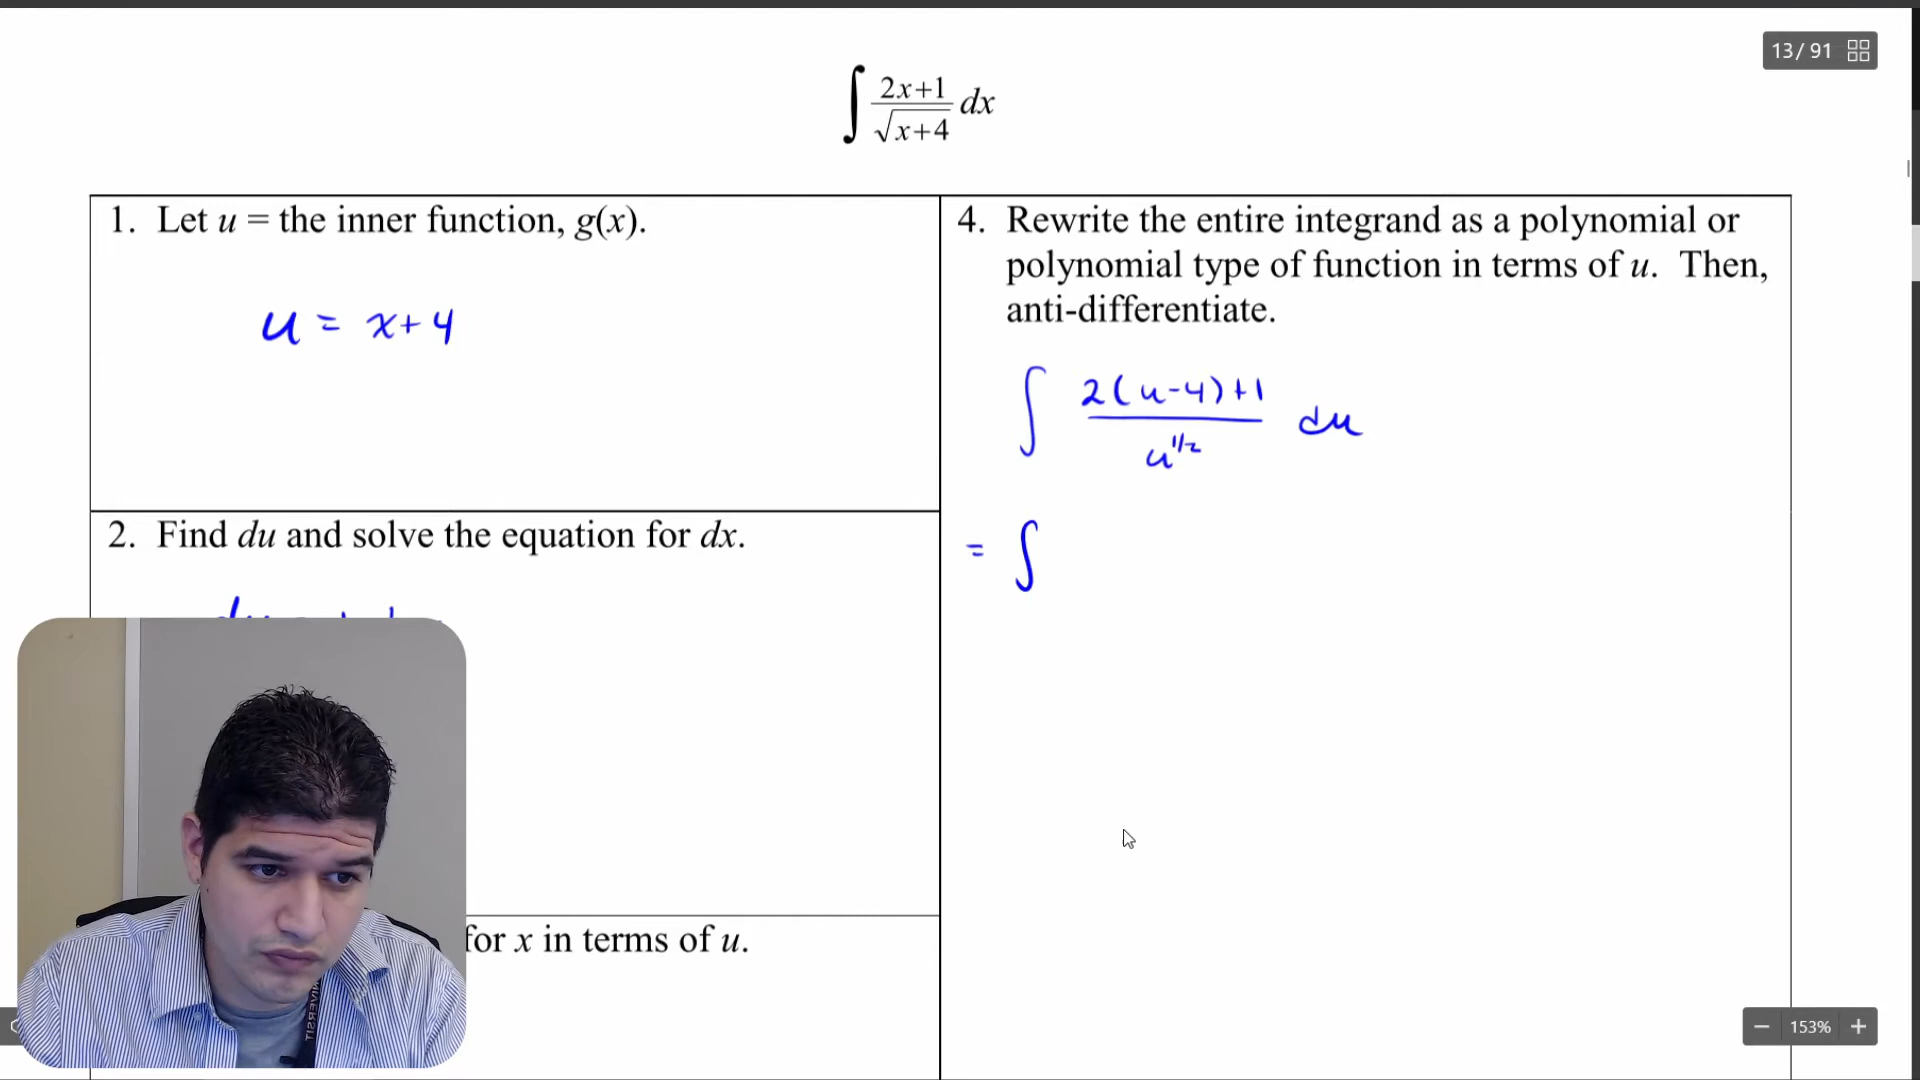 13 / 91
∫ (2x+1)/√(x+4) dx
1. Let u = the inner function, g(x).
u = x+4
2. Find du and solve the equation for dx.
for x in terms of u.
4. Rewrite the entire integrand as a polynomial or
polynomial type of function in terms of u. Then,
anti-differentiate.
∫ (2(u-4)+1)/u^(1/2) du
= ∫
153%